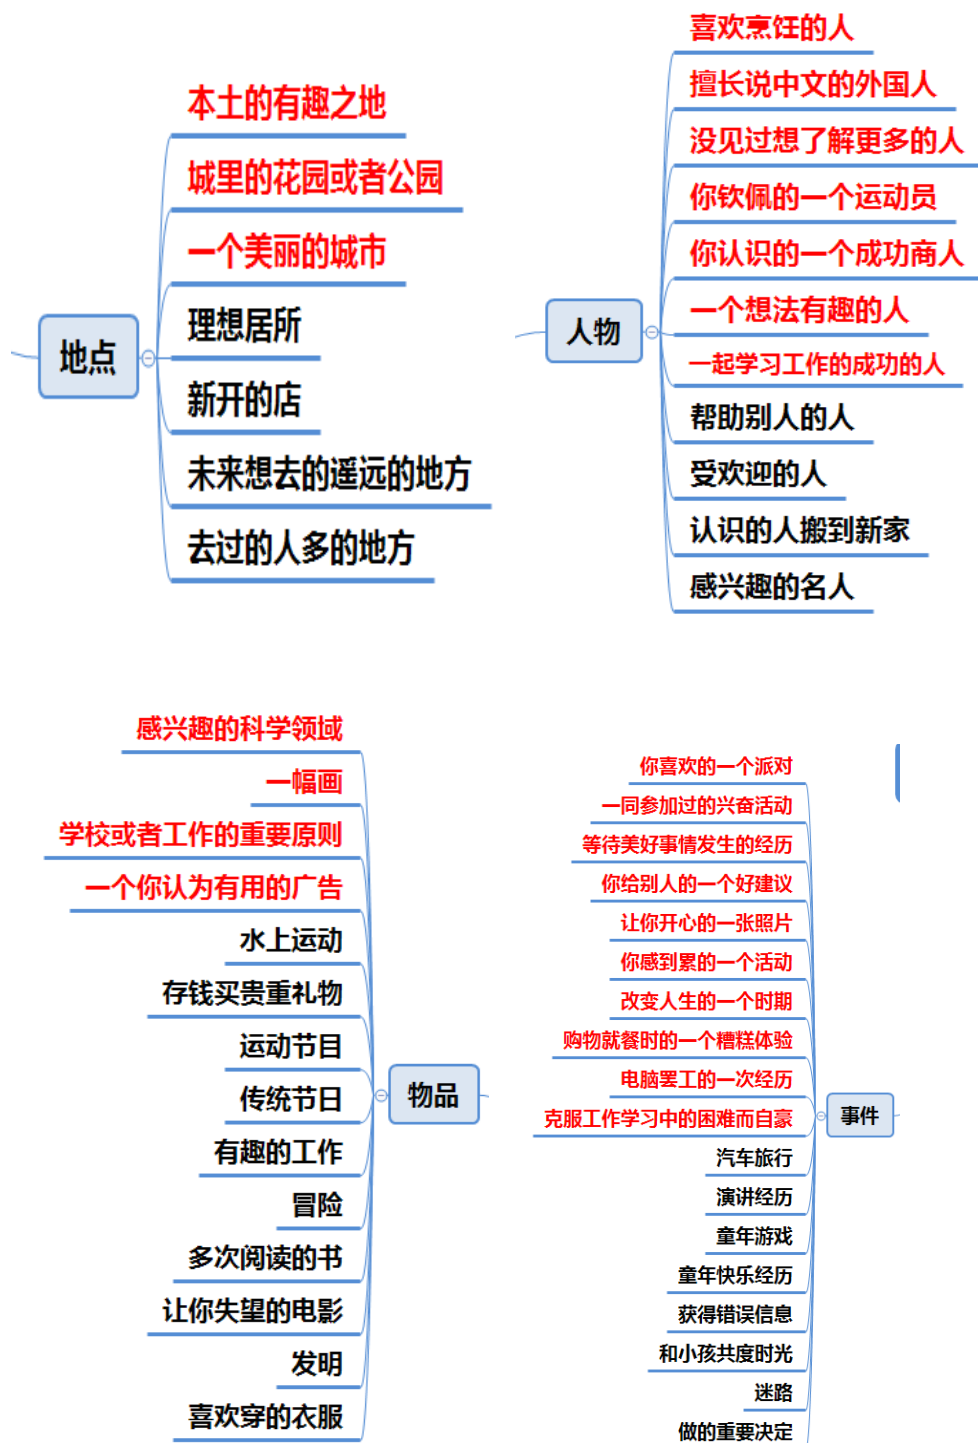 本土的有趣之地
城里的花园或者公园
一个美丽的城市
理想居所
新开的店
未来想去的遥远的地方
去过的人多的地方
地点
喜欢烹饪的人
擅长说中文的外国人
没见过想了解更多的人
你钦佩的一个运动员
你认识的一个成功商人
一个想法有趣的人
一起学习工作的成功的人
帮助别人的人
受欢迎的人
认识的人搬到新家
感兴趣的名人
人物
感兴趣的科学领域
一幅画
学校或者工作的重要原则
一个你认为有用的广告
水上运动
存钱买贵重礼物
运动节目
传统节日
有趣的工作
冒险
多次阅读的书
让你失望的电影
发明
喜欢穿的衣服
物品
你喜欢的一个派对
一同参加过的兴奋活动
等待美好事情发生的经历
你给别人的一个好建议
让你开心的一张照片
你感到累的一个活动
改变人生的一个时期
购物就餐时的一个糟糕体验
电脑罢工的一次经历
克服工作学习中的困难而自豪
汽车旅行
演讲经历
童年游戏
童年快乐经历
获得错误信息
和小孩共度时光
迷路
做的重要决定
事件